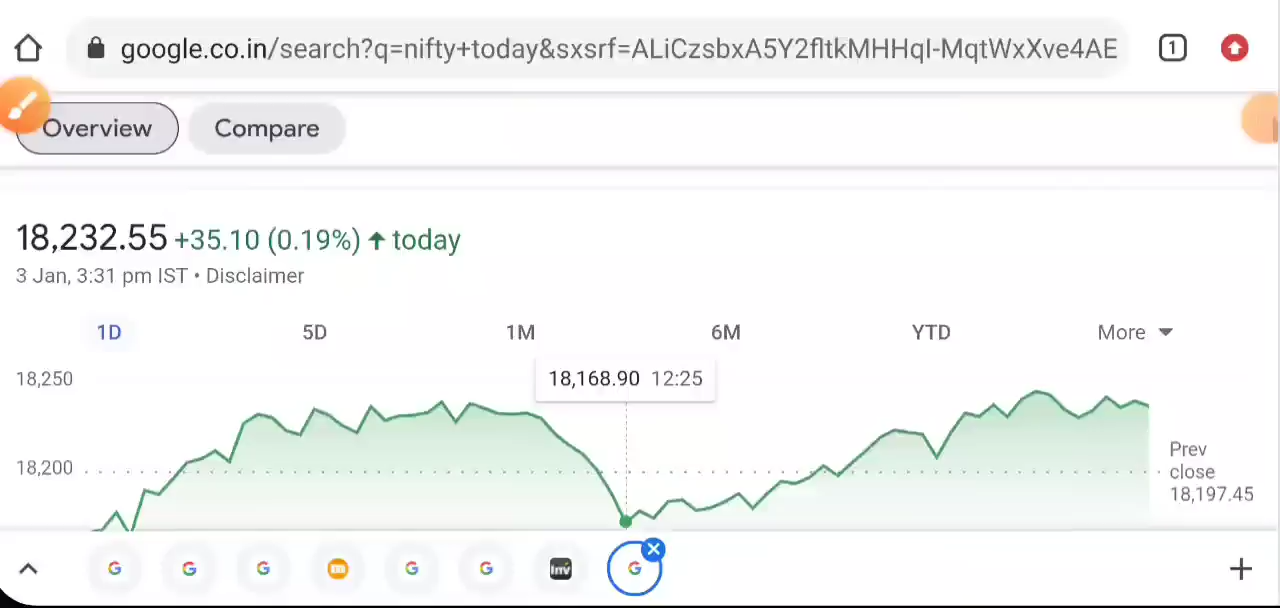 google.co.in/search?q=nifty+today&sxsrf=ALiCzsbxA5Y2fltkMHHqI-MqtWxXve4AE
1
Overview
Compare
18,232.55 +35.10 (0.19%) ↑ today
3 Jan, 3:31 pm IST • Disclaimer
1D
5D
1M
6M
YTD
More
18,168.90 12:25
18,250
18,200
Prev
close
18,197.45
G
G
G
m
G
G
Inv
G